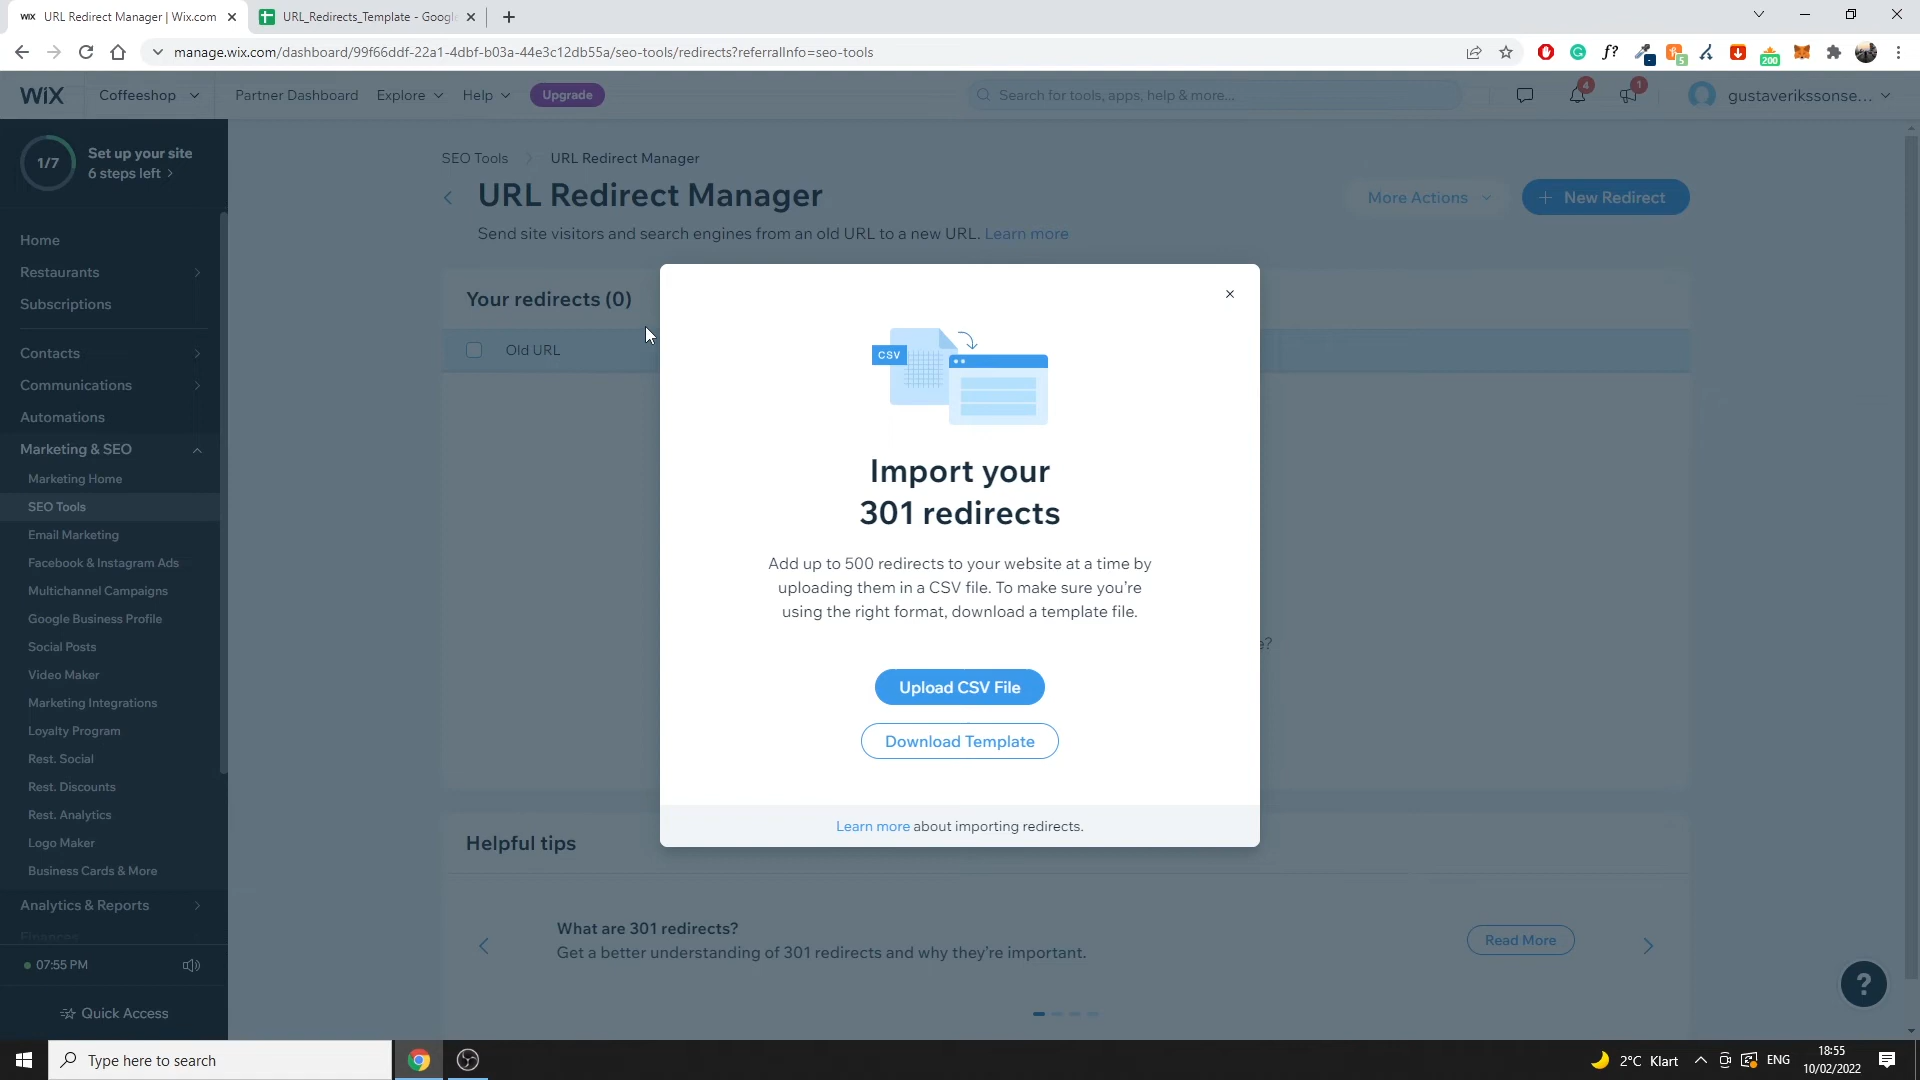 WIX URL Redirect Manager | Wix.com
URL_Redirects_Template - Google
manage.wix.com/dashboard/99f66ddf-22a1-4dbf-b03a-44e3c12db55a/seo-tools/redirects?referralInfo=seo-tools
f?
5
200
WIX
Coffeeshop
Partner Dashboard
Explore
Help
Upgrade
Search for tools, apps, help & more...
4
1
gustaverikssonse...
1/7
Set up your site
6 steps left >
Home
Restaurants
Subscriptions
Contacts
Communications
Automations
Marketing & SEO
Marketing Home
SEO Tools
Email Marketing
Facebook & Instagram Ads
Multichannel Campaigns
Google Business Profile
Social Posts
Video Maker
Marketing Integrations
Loyalty Program
Rest. Social
Rest. Discounts
Rest. Analytics
Logo Maker
Business Cards & More
Analytics & Reports
Finances
07:55 PM
Quick Access
SEO Tools > URL Redirect Manager
URL Redirect Manager
More Actions
+ New Redirect
Send site visitors and search engines from an old URL to a new URL. Learn more
Your redirects (0)
Old URL
e?
CSV
Import your
301 redirects
Add up to 500 redirects to your website at a time by
uploading them in a CSV file. To make sure you're
using the right format, download a template file.
Upload CSV File
Download Template
Learn more about importing redirects.
Helpful tips
What are 301 redirects?
Get a better understanding of 301 redirects and why they're important.
Read More
?
Type here to search
2°C Klart
ENG
18:55
10/02/2022